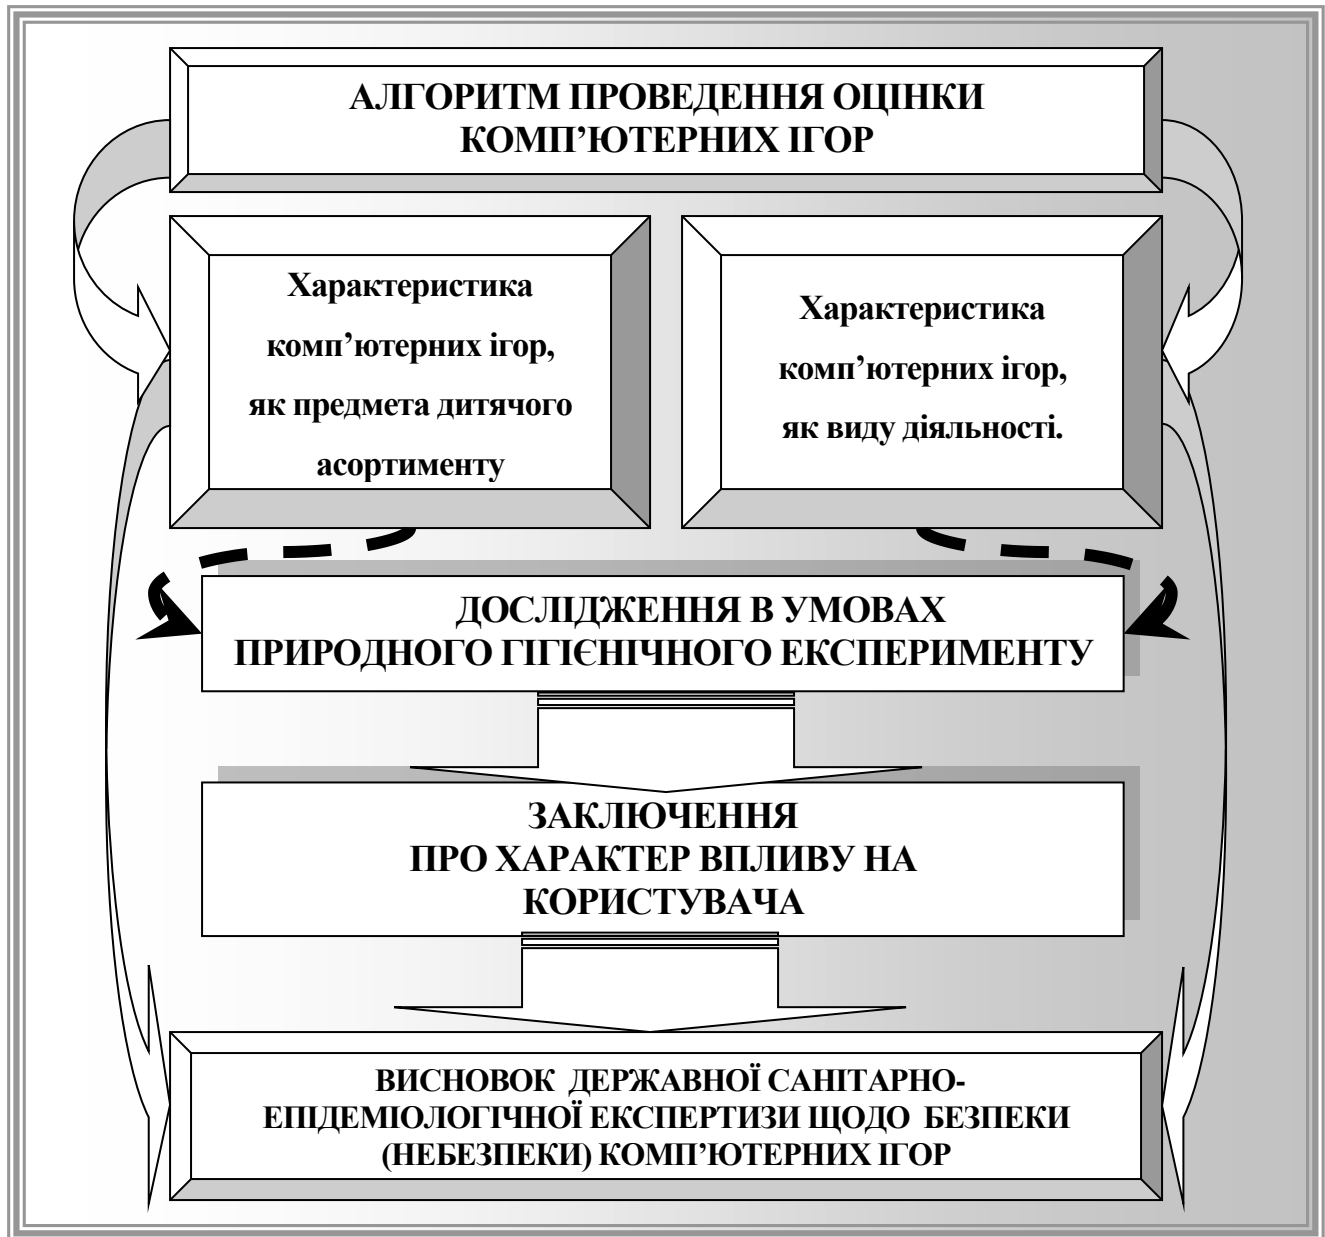 АЛГОРИТМ ПРОВЕДЕННЯ ОЦІНКИ
КОМП’ЮТЕРНИХ ІГОР
Характеристика
комп’ютерних ігор,
як предмета дитячого
асортименту
Характеристика
комп’ютерних ігор,
як виду діяльності.
ДОСЛІДЖЕННЯ В УМОВАХ
ПРИРОДНОГО ГІГІЄНІЧНОГО ЕКСПЕРИМЕНТУ
ЗАКЛЮЧЕННЯ
ПРО ХАРАКТЕР ВПЛИВУ НА
КОРИСТУВАЧА
ВИСНОВОК ДЕРЖАВНОЇ САНІТАРНО-
ЕПІДЕМІОЛОГІЧНОЇ ЕКСПЕРТИЗИ ЩОДО БЕЗПЕКИ
(НЕБЕЗПЕКИ) КОМП’ЮТЕРНИХ ІГОР